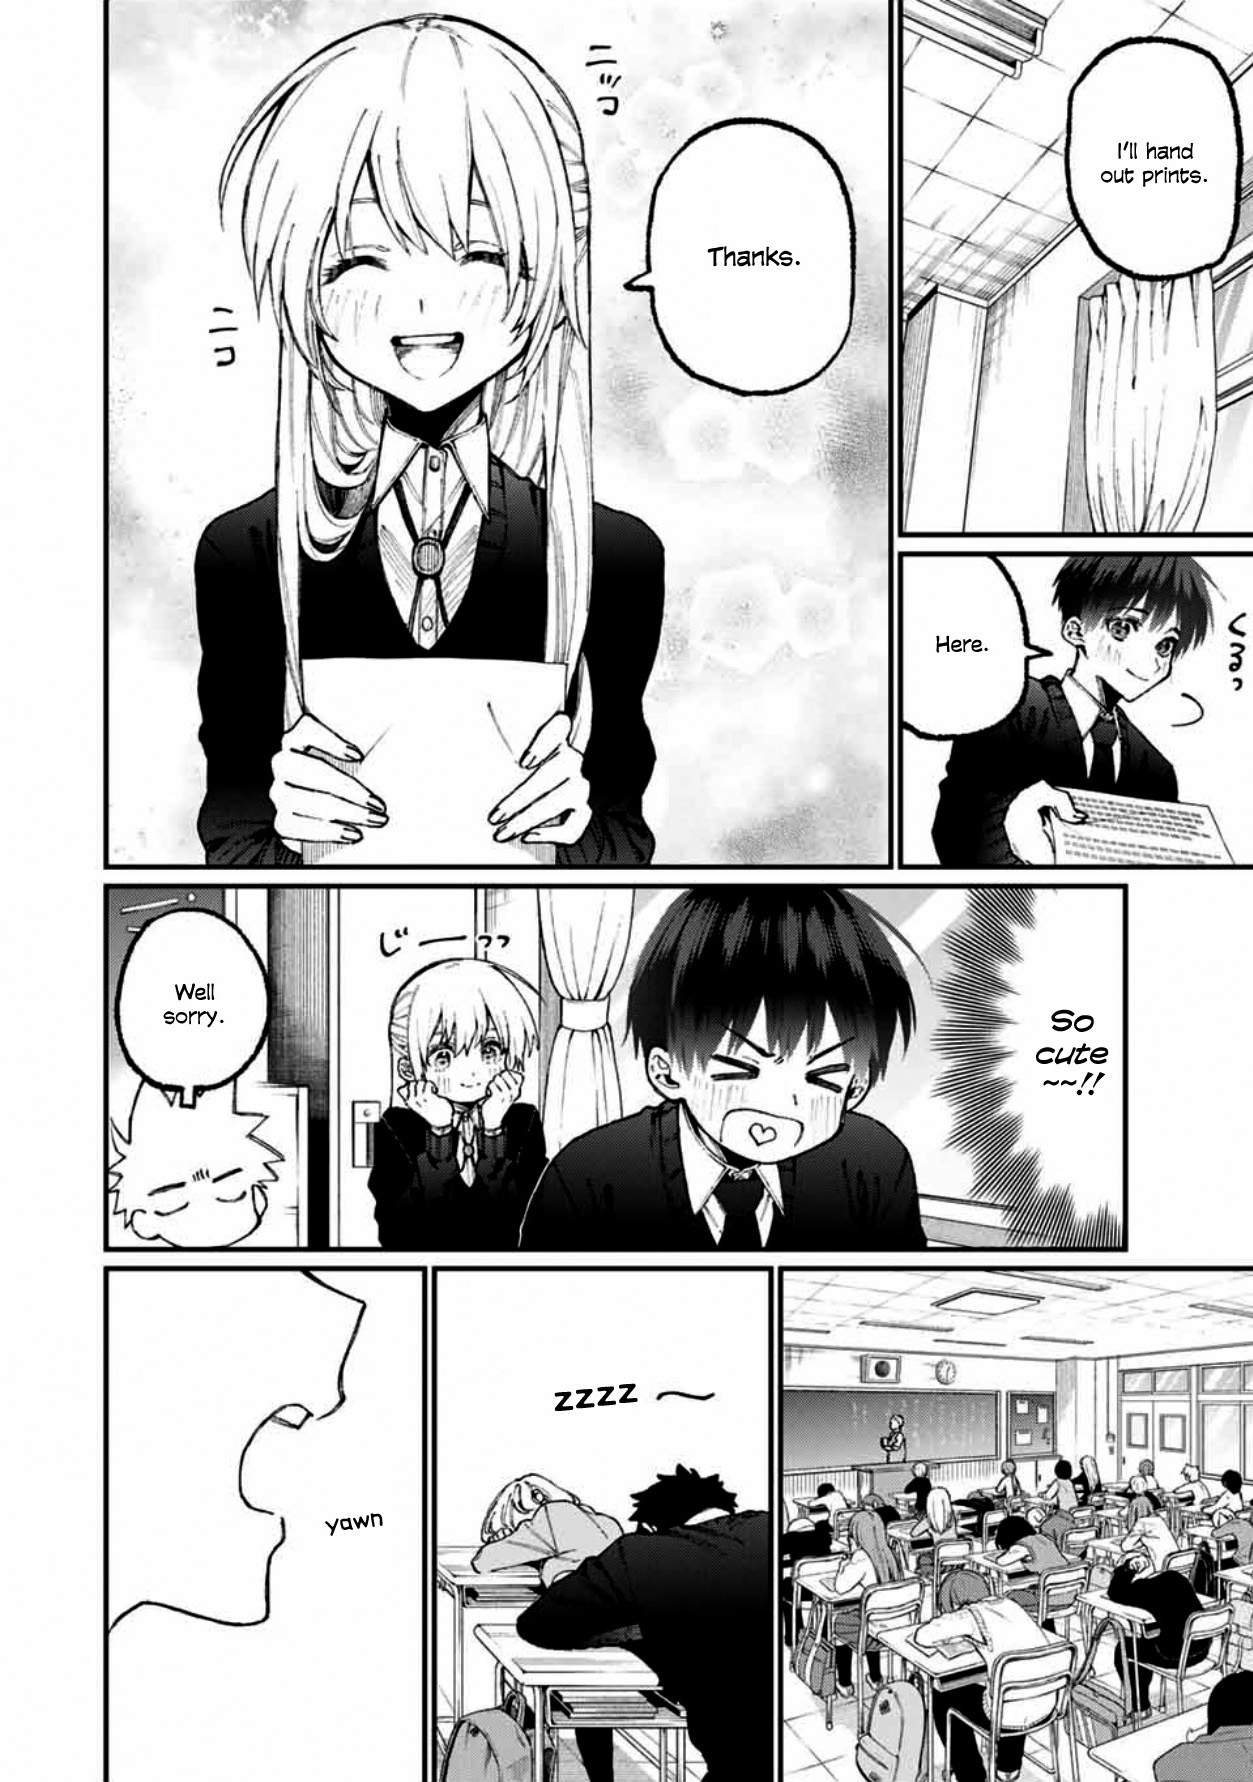 I'll hand
out prints.
Here.
くるっ
Thanks.
ニッコ
ニコ
So
cute
~~!!
じーっっ
Well
sorry.
zzzz ～
yawn